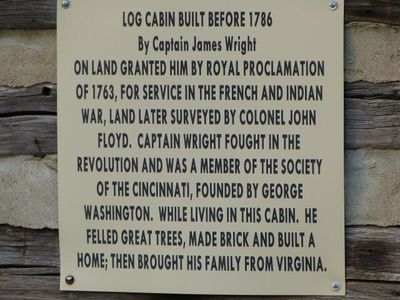 LOG CABIN BUILT BEFORE 1786
By Captain James Wright
ON LAND GRANTED HIM BY ROYAL PROCLAMATION
OF 1763, FOR SERVICE IN THE FRENCH AND INDIAN
WAR, LAND LATER SURVEYED BY COLONEL JOHN
FLOYD. CAPTAIN WRIGHT FOUGHT IN THE
REVOLUTION AND WAS A MEMBER OF THE SOCIETY
OF THE CINCINNATI, FOUNDED BY GEORGE
WASHINGTON. WHILE LIVING IN THIS CABIN. HE
FELLED GREAT TREES, MADE BRICK AND BUILT A
HOME; THEN BROUGHT HIS FAMILY FROM VIRGINIA.